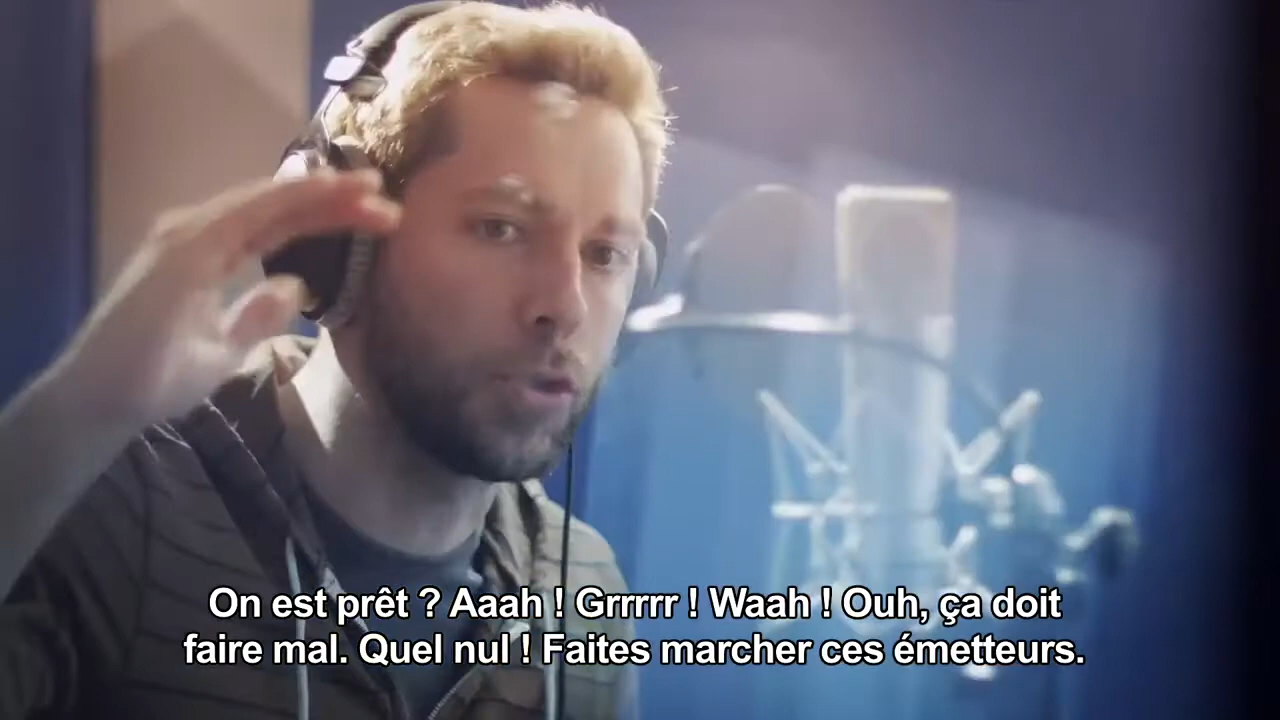 On est prêt ? Aaah ! Grrrrr ! Waah ! Ouh, ça doit
faire mal. Quel nul ! Faites marcher ces émetteurs.